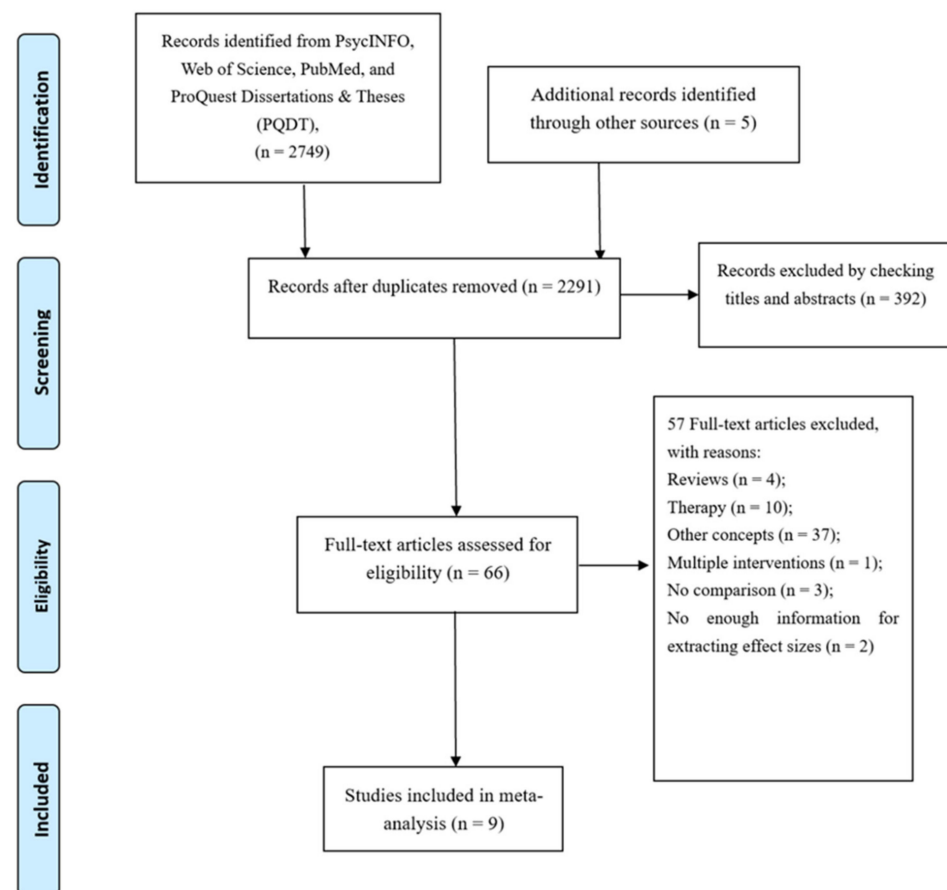 Identification
Records identified from PsycINFO,
Web of Science, PubMed, and
ProQuest Dissertations & Theses
(PQDT),
(n = 2749)
Additional records identified
through other sources (n = 5)
Screening
Records after duplicates removed (n = 2291)
Records excluded by checking
titles and abstracts (n = 392)
Eligibility
Full-text articles assessed for
eligibility (n = 66)
57 Full-text articles excluded,
with reasons:
Reviews (n = 4);
Therapy (n = 10);
Other concepts (n = 37);
Multiple interventions (n = 1);
No comparison (n = 3);
No enough information for
extracting effect sizes (n = 2)
Included
Studies included in meta-
analysis (n = 9)